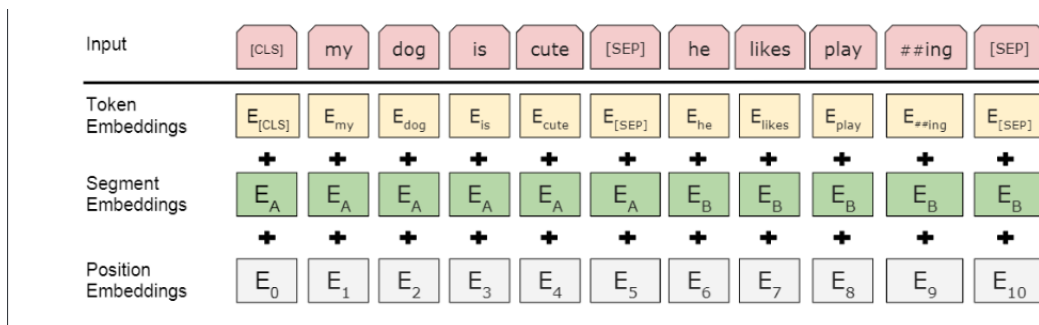 Input [CLS] my dog is cute [SEP] he likes play ##ing [SEP]
Token
Embeddings E[CLS] Emy Edog Eis Ecute E[SEP] Ehe Elikes Eplay E##ing E[SEP]
+ + + + + + + + + + +
Segment
Embeddings EA EA EA EA EA EA EB EB EB EB EB
+ + + + + + + + + + +
Position
Embeddings E0 E1 E2 E3 E4 E5 E6 E7 E8 E9 E10